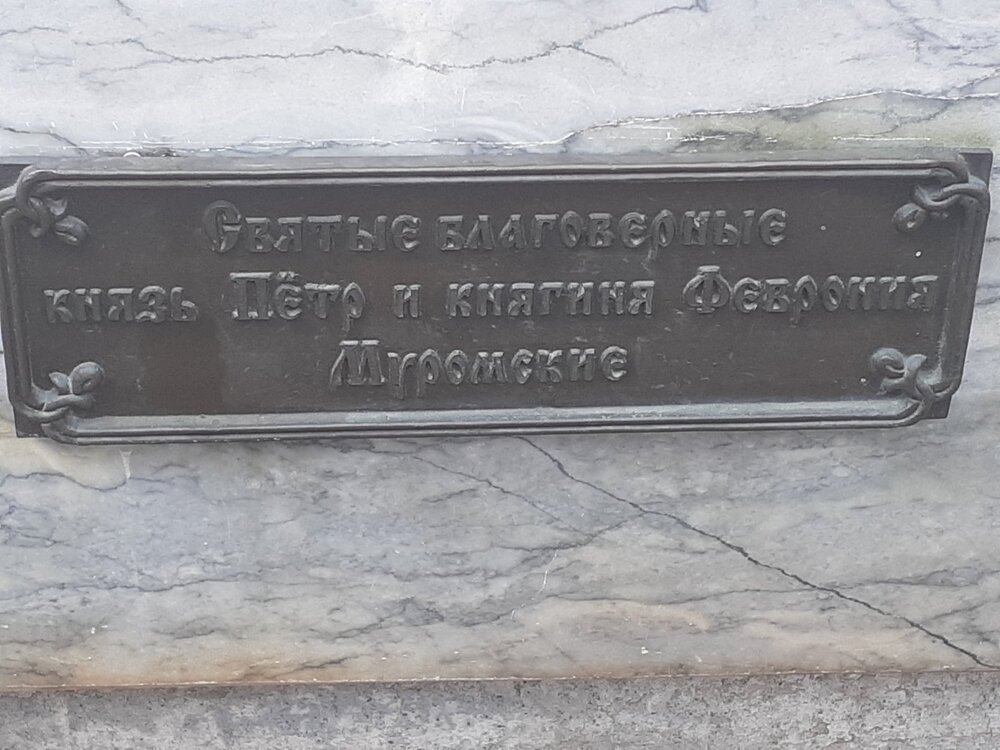 Святые благоверные
князь Пётр и княгиня Феврония
Муромские